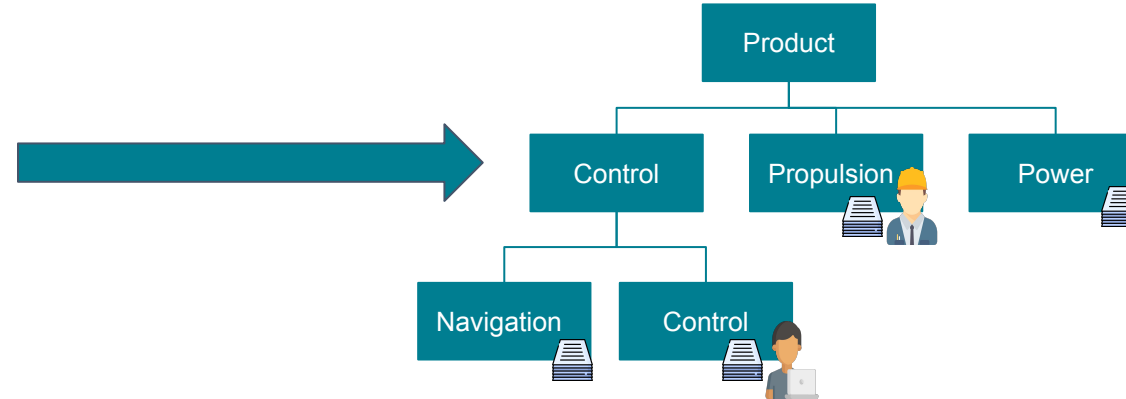 Product
Control
Propulsion
Power
Navigation
Control